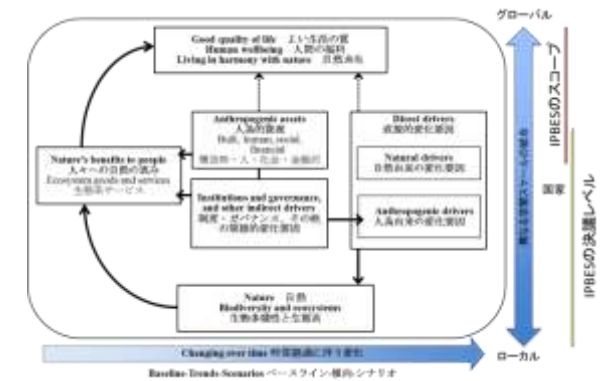 グローバル
Good quality of life よい生活の質
Human wellbeing 人間の福利
Living in harmony with nature 自然共生
Anthropogenic assets
人為的資産
Built, human, social,
financial
Direct drivers
直接的変化要因
Natural drivers
自然由来の変化要因
Anthropogenic drivers
人為由来の変化要因
Nature's benefits to people
人々への自然の恵み
Ecosystem goods and services
生態系サービス
Institutions and governance,
and other indirect drivers
制度・ガバナンス、その他
の間接的変化要因
Nature 自然
Biodiversity and ecosystems
生物多様性と生態系
国家
IPBESのスコープ
IPBESの決議レベル
ローカル
Changing over time 時間経過に伴う変化
Baseline-Trends-Scenarios ベースライン-傾向-シナリオ